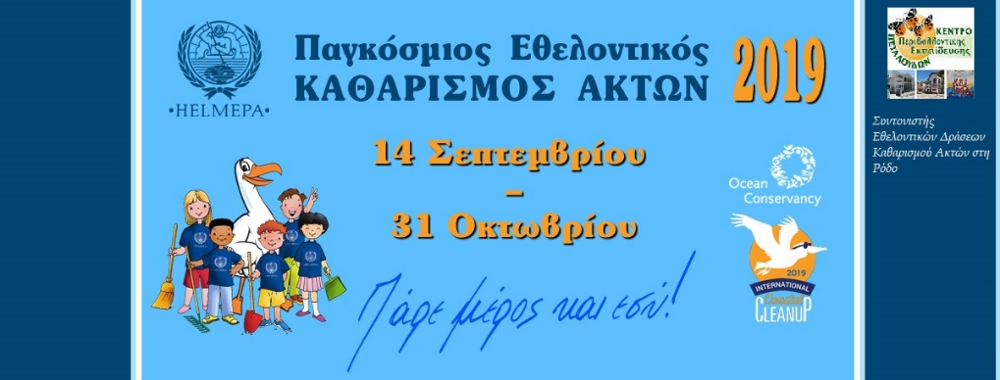 Παγκόσμιος Εθελοντικός
ΚΑΘΑΡΙΣΜΟΣ ΑΚΤΩΝ
2019
·HELMEPA·
14 Σεπτεμβρίου
–
31 Οκτωβρίου
Πάρε μέρος και εσύ!
Ocean
Conservancy
2019
INTERNATIONAL
Coastal
CLEANUP
ΚΕΝΤΡΟ
Περιβαλλοντικής
Εκπαίδευσης
ΠΕΤΑΛΟΥΔΩΝ
Συντονιστής
Εθελοντικών Δράσεων
Καθαρισμού Ακτών στη
Ρόδο